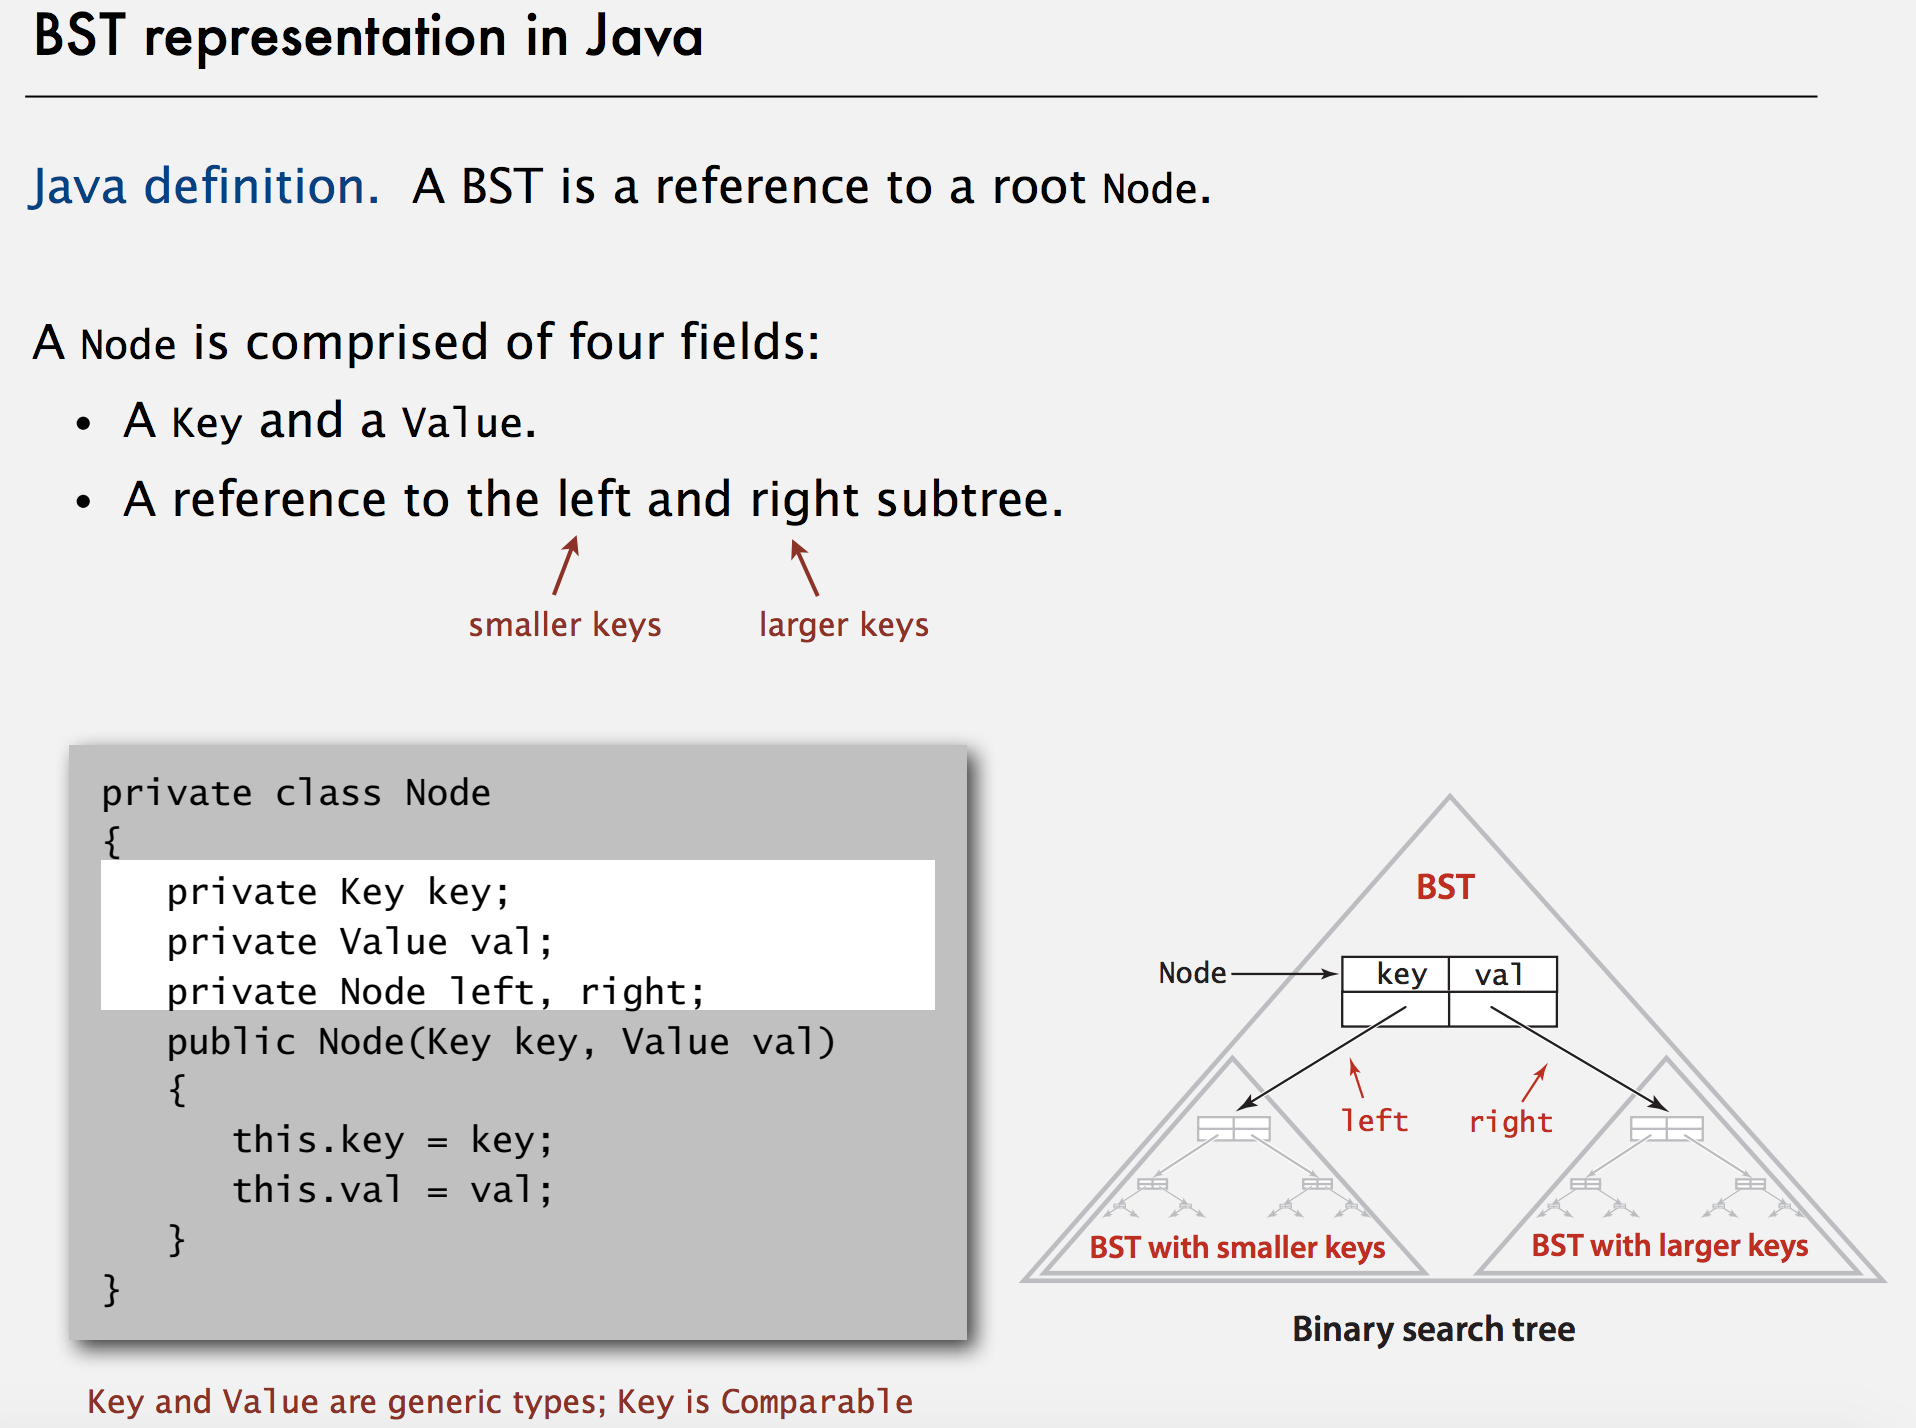 BST representation in Java
Java definition. A BST is a reference to a root Node.
A Node is comprised of four fields:
• A Key and a Value.
• A reference to the left and right subtree.
smaller keys
larger keys
private class Node
{
private Key key;
private Value val;
private Node left, right;
public Node(Key key, Value val)
{
this.key = key;
this.val = val;
}
}
Key and Value are generic types; Key is Comparable
BST
Node
key val
left
right
BST with smaller keys
BST with larger keys
Binary search tree